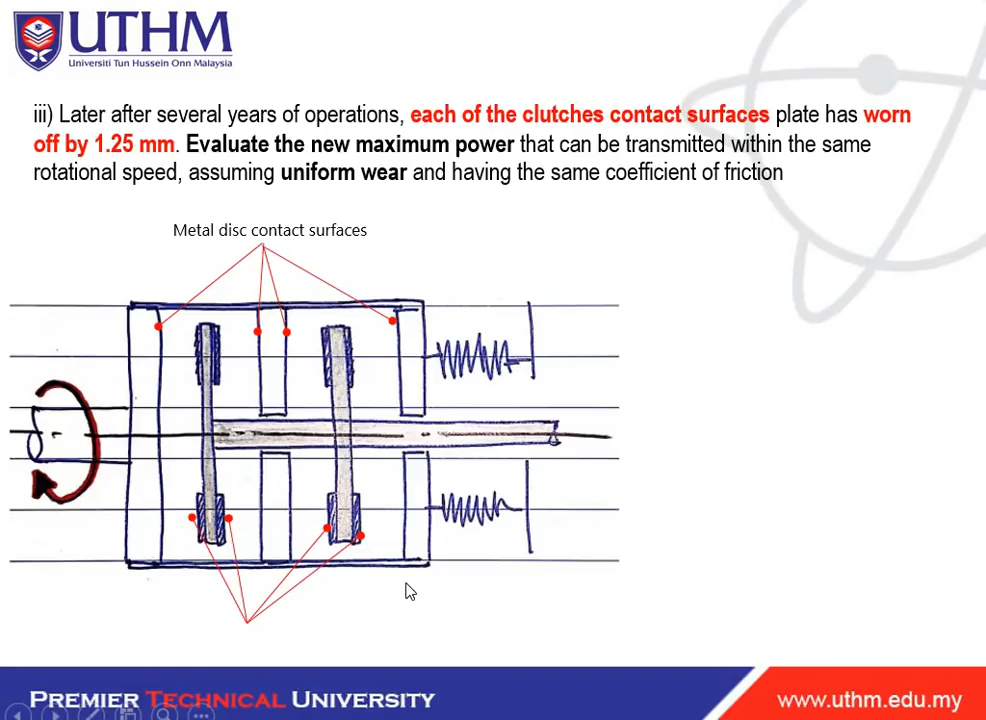 UTHM
Universiti Tun Hussein Onn Malaysia
iii) Later after several years of operations, each of the clutches contact surfaces plate has worn
off by 1.25 mm. Evaluate the new maximum power that can be transmitted within the same
rotational speed, assuming uniform wear and having the same coefficient of friction
Metal disc contact surfaces
PREMIER TECHNICAL UNIVERSITY
www.uthm.edu.my